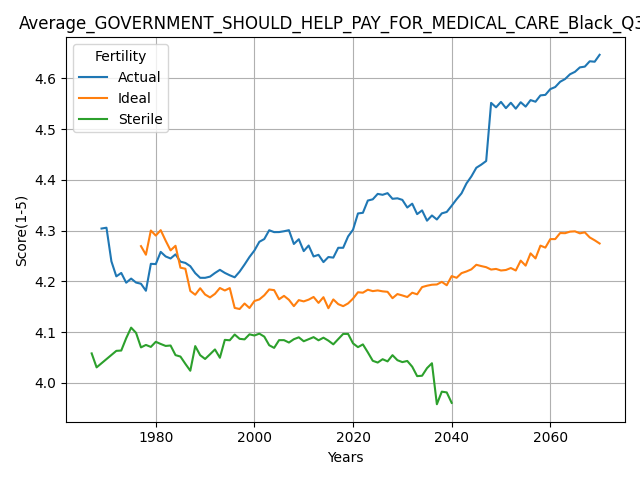 Average_GOVERNMENT_SHOULD_HELP_PAY_FOR_MEDICAL_CARE_Black_Q3
Fertility
Actual
Ideal
Sterile
Score(1-5)
4.6
4.5
4.4
4.3
4.2
4.1
4.0
1980
2000
2020
2040
2060
Years